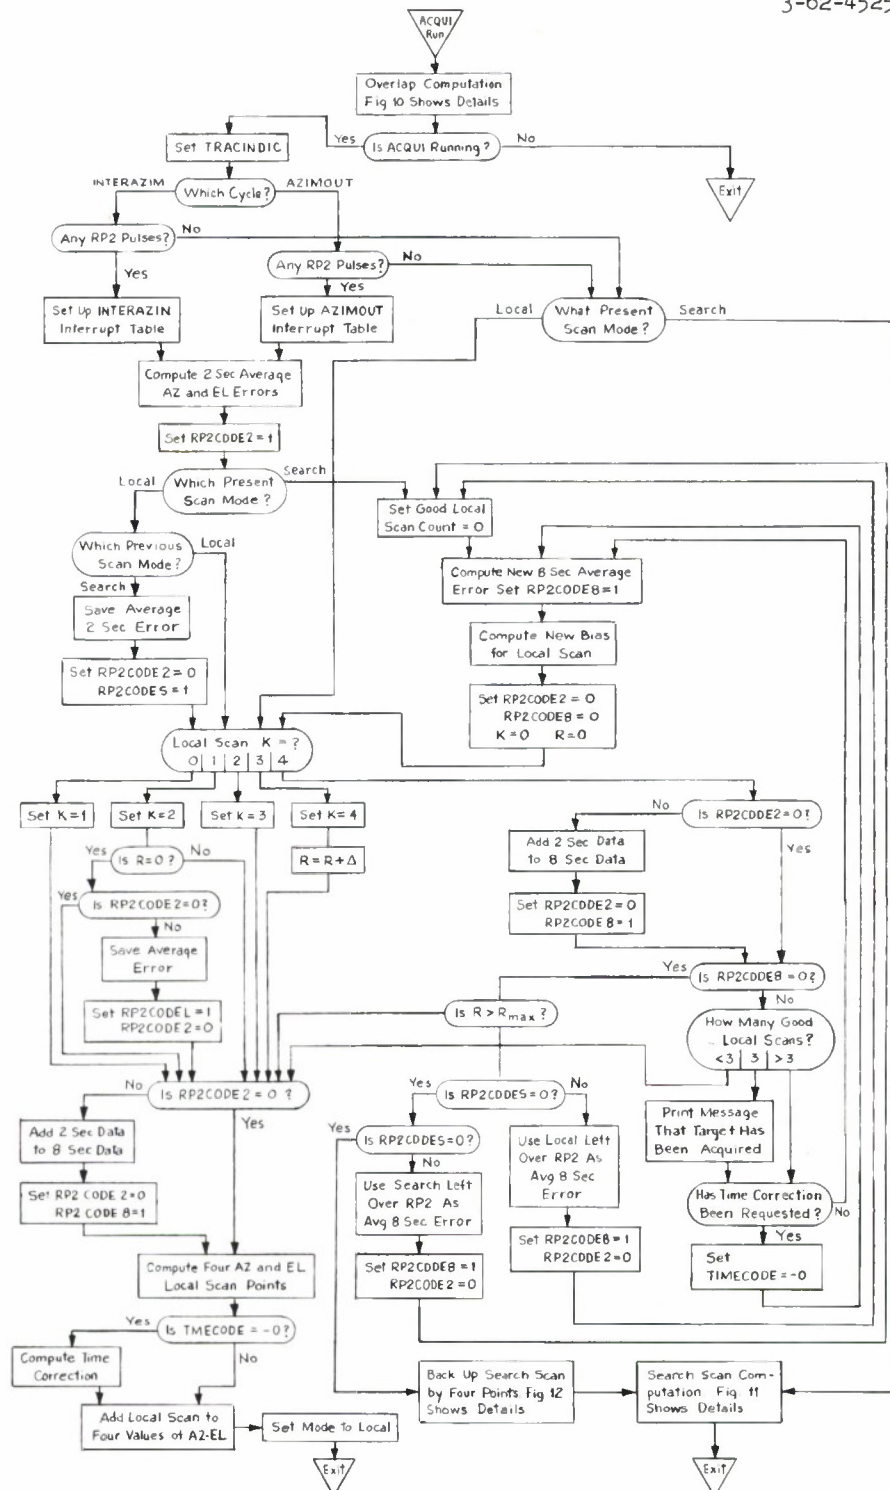 3-62-4525
ACQUI
Run
Overlap Computation
Fig 10 Shows Details
Is ACQUI Running?
Yes
No
Set TRACINDIC
Exit
INTERAZIM
Which Cycle?
AZIMOUT
Any RP2 Pulses?
No
Yes
Any RP2 Pulses?
No
Yes
Set Up INTERAZIN
Interrupt Table
Set Up AZIMOUT
Interrupt Table
Local
What Present
Scan Mode?
Search
Compute 2 Sec Average
AZ and EL Errors
Set RP2CODE2=1
Local
Which Present
Scan Mode?
Search
Set Good Local
Scan Count = 0
Which Previous
Scan Mode?
Local
Search
Compute New 8 Sec Average
Error Set RP2CODE8=1
Save Average
2 Sec Error
Compute New Bias
for Local Scan
Set RP2CODE2=0
RP2CODES=1
Set RP2CODE2=0
RP2CODE8=0
K=0 R=0
Local Scan K=?
0 1 2 3 4
Set K=1
Set K=2
Set K=3
Set K=4
No
Is RP2CODE2=0?
Yes
Yes
Is R=0?
No
R=R+Δ
Add 2 Sec Data
to 8 Sec Data
Yes
Is RP2CODE2=0?
No
Set RP2CODE2=0
RP2CODE8=1
Save Average
Error
Yes
Is RP2CODE8=0?
No
Set RP2CODEL=1
RP2CODE2=0
Is R>Rmax?
How Many Good
Local Scans?
<3 3 >3
No
Is RP2CODE2=0?
Yes
Yes
Is RP2CODES=0?
No
Print Message
That Target Has
Been Acquired
Add 2 Sec Data
to 8 Sec Data
Yes
Is RP2CODES=0?
No
Use Local Left
Over RP2 As
Avg 8 Sec
Error
Use Search Left
Over RP2 As
Avg 8 Sec Error
Has Time Correction
Been Requested?
No
Yes
Set RP2 CODE 2=0
RP2 CODE 8=1
Set RP2CODE8=1
RP2CODE2=0
Set
TIMECODE=-0
Compute Four AZ and EL
Local Scan Points
Set RP2CODE8=1
RP2CODE2=0
Yes
Is TMECODE=-0?
No
Compute Time
Correction
Back Up Search Scan
by Four Points Fig 12
Shows Details
Search Scan Com-
putation Fig. 11
Shows Details
Add Local Scan to
Four Values of A2-EL
Set Mode to Local
Exit
Exit